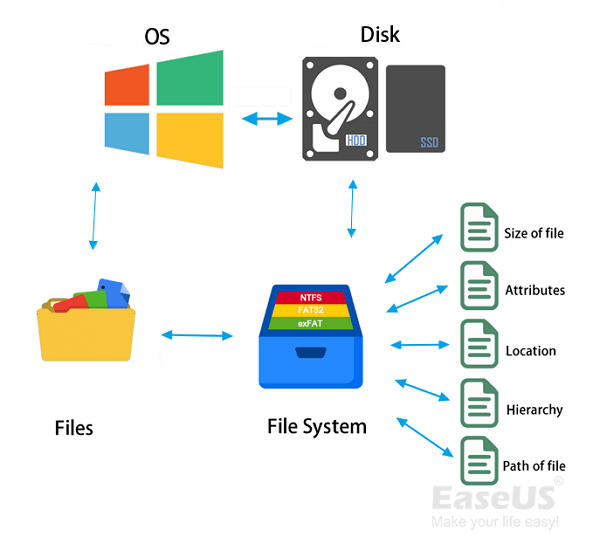 OS
Disk
HDD
SSD
Size of file
NTFS
FAT32
exFAT
Attributes
Location
Hierarchy
Files
File System
Path of file
EaseUS®
Make your life easy!